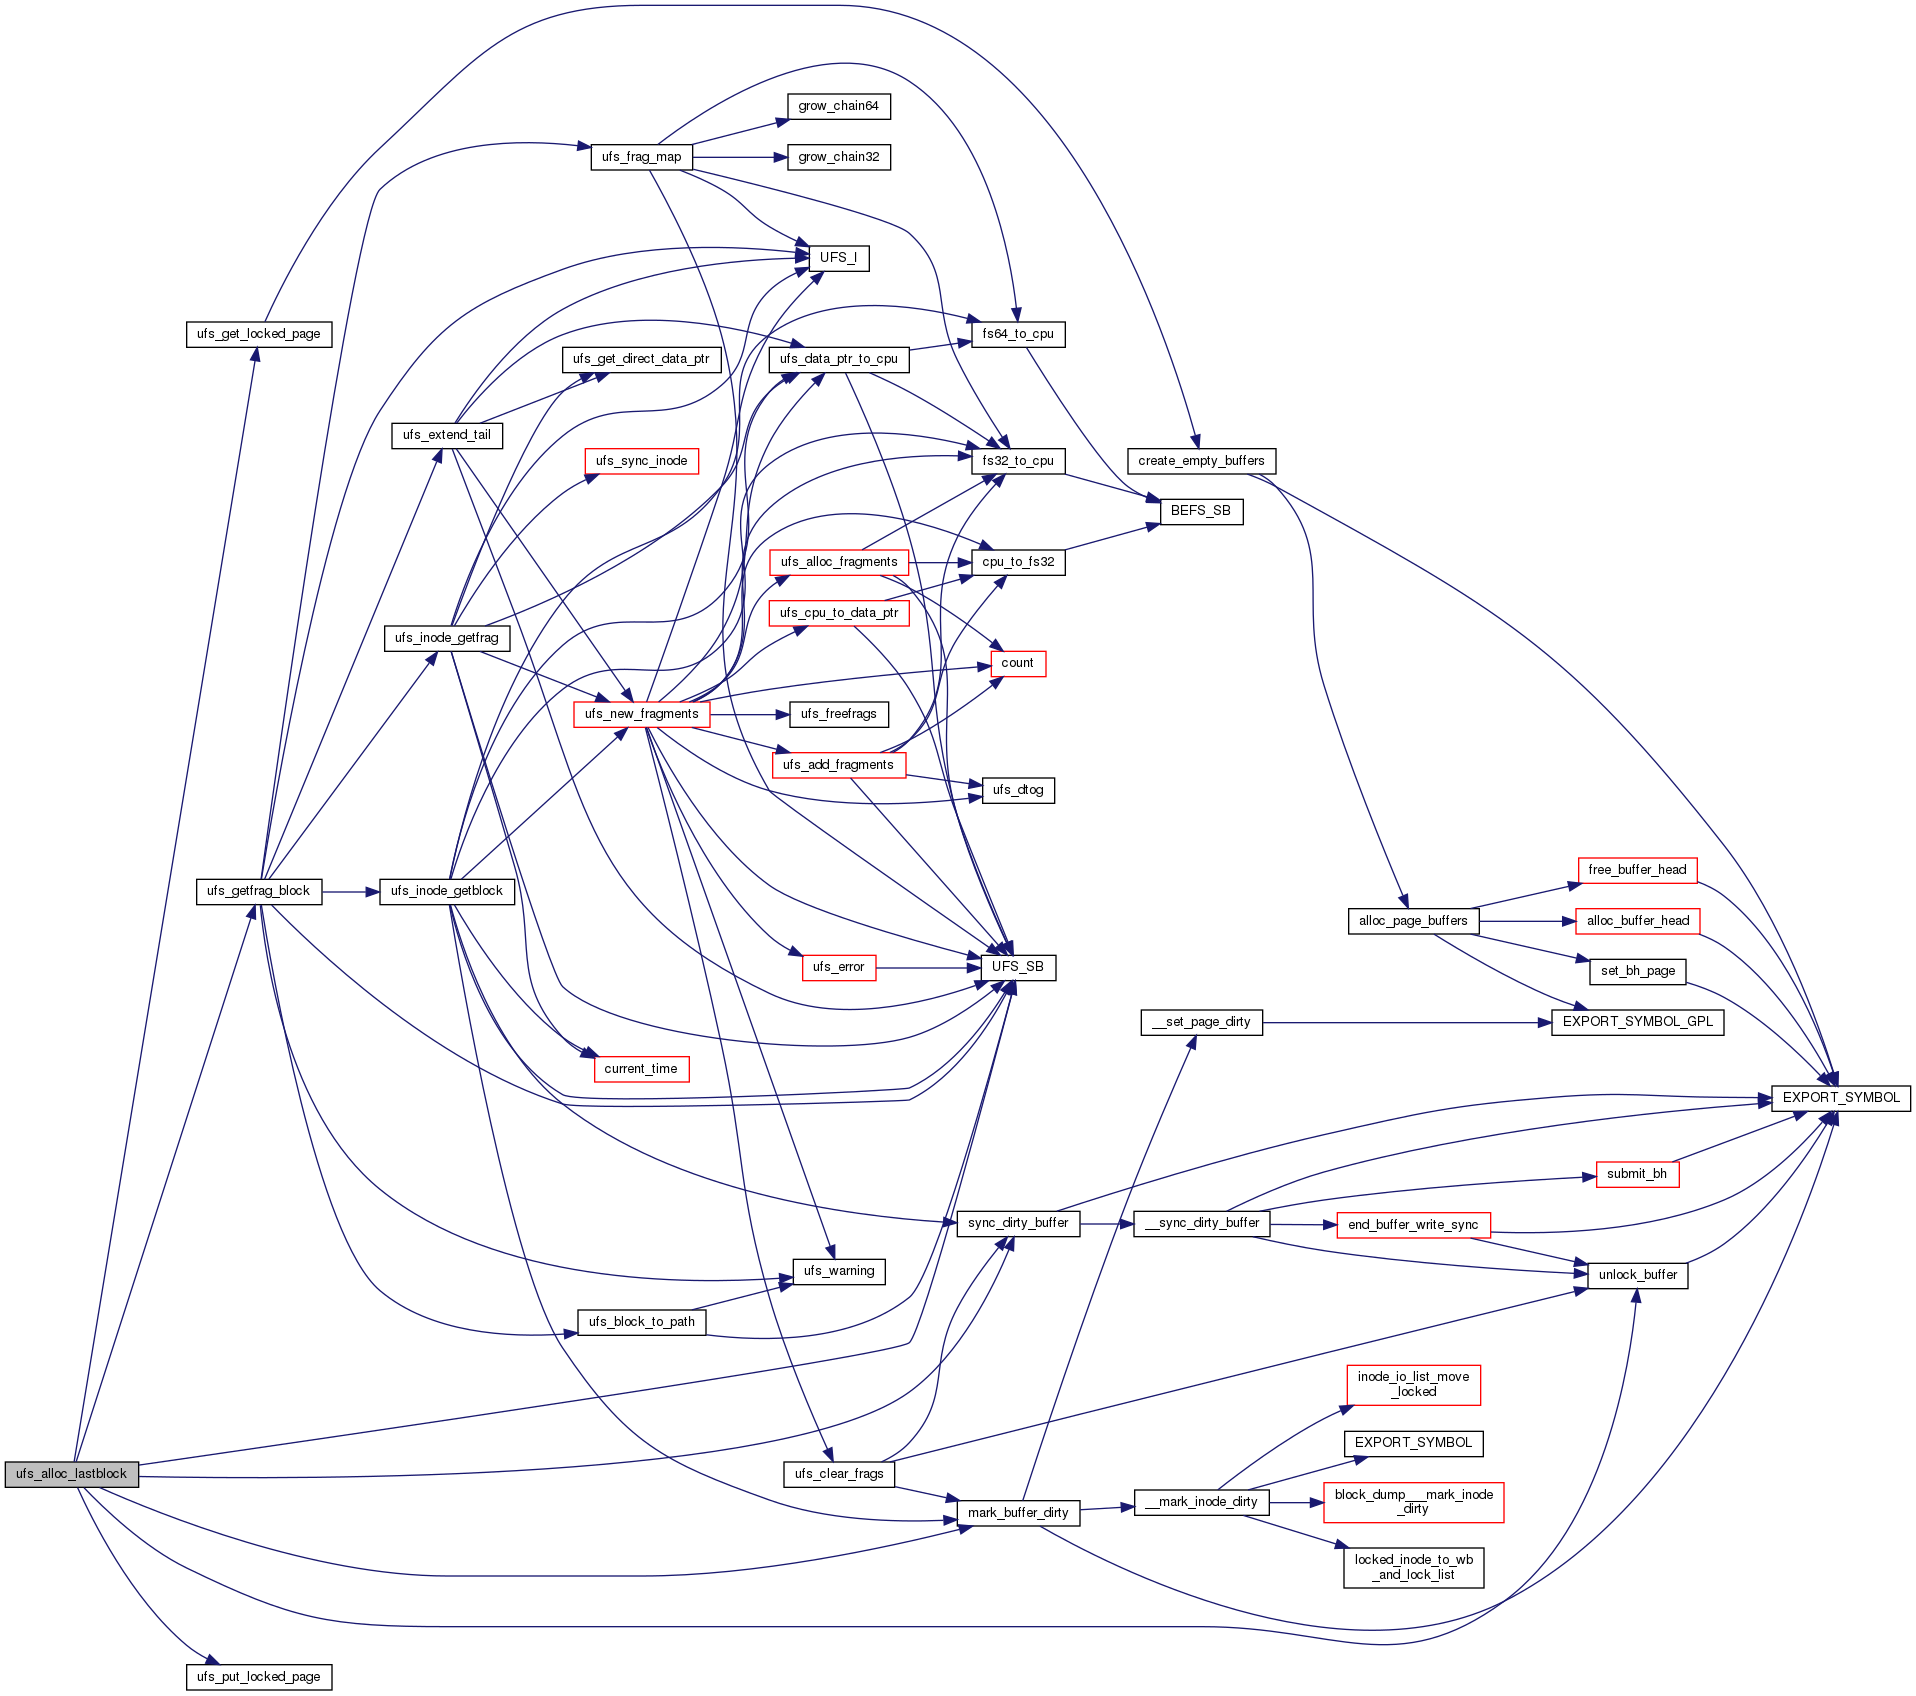 grow_chain64
ufs_frag_map
grow_chain32
UFS_I
ufs_get_locked_page
fs64_to_cpu
ufs_get_direct_data_ptr
ufs_data_ptr_to_cpu
ufs_extend_tail
ufs_sync_inode
fs32_to_cpu
create_empty_buffers
BEFS_SB
ufs_alloc_fragments
cpu_to_fs32
ufs_cpu_to_data_ptr
ufs_inode_getfrag
count
ufs_new_fragments
ufs_freefrags
ufs_add_fragments
ufs_dtog
free_buffer_head
ufs_getfrag_block
ufs_inode_getblock
alloc_page_buffers
alloc_buffer_head
ufs_error
UFS_SB
set_bh_page
__set_page_dirty
EXPORT_SYMBOL_GPL
current_time
EXPORT_SYMBOL
submit_bh
sync_dirty_buffer
__sync_dirty_buffer
end_buffer_write_sync
ufs_warning
unlock_buffer
ufs_block_to_path
inode_io_list_move
_locked
EXPORT_SYMBOL
ufs_alloc_lastblock
ufs_clear_frags
mark_buffer_dirty
__mark_inode_dirty
block_dump___mark_inode
_dirty
locked_inode_to_wb
_and_lock_list
ufs_put_locked_page